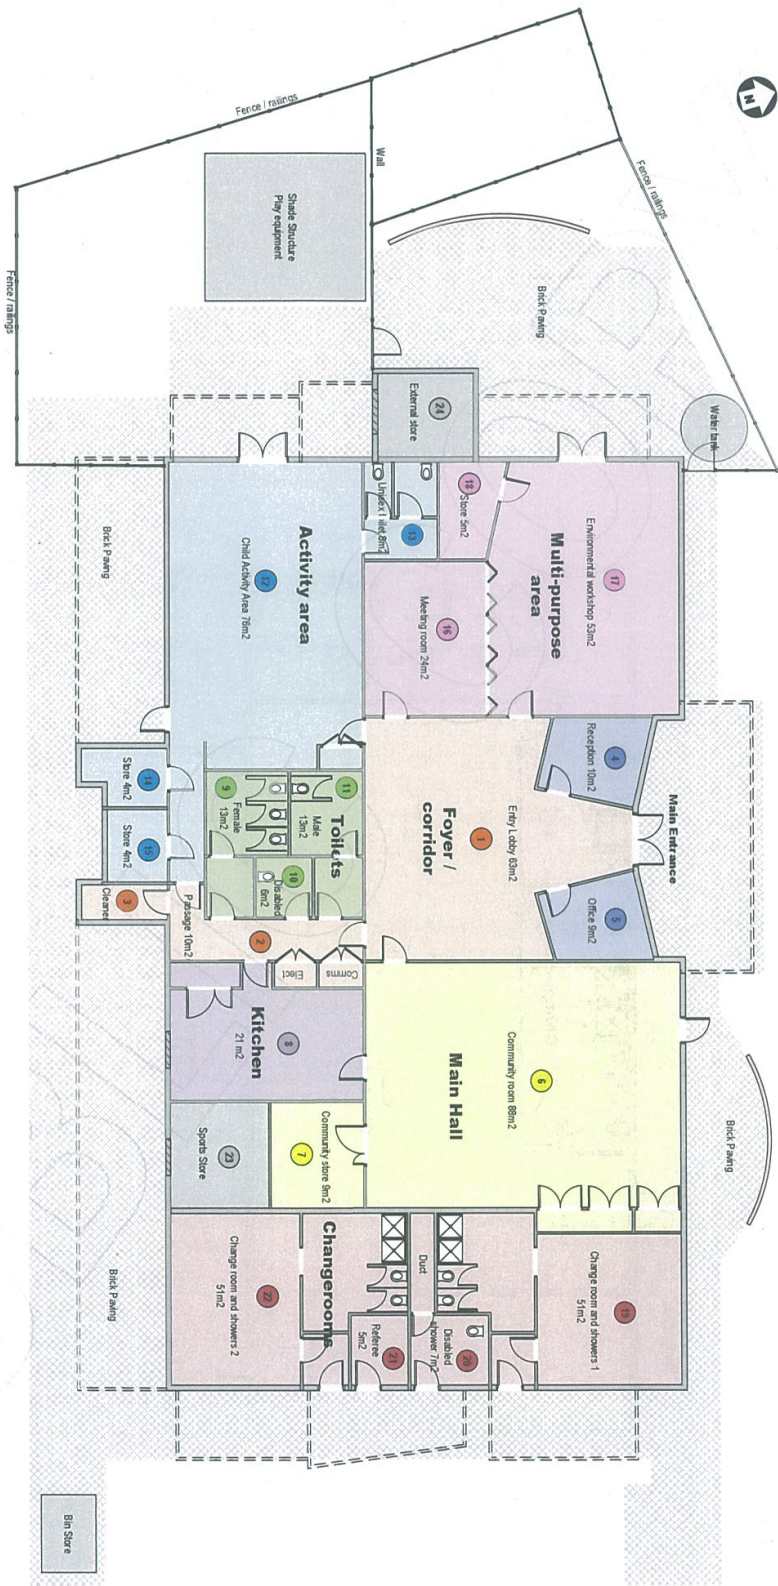 N
Fence / railings
Wall
Fence / railings
Fence / railings
Shade Structure
Play equipment
Brick Paving
Water tank
24
External store
Brick Paving
Activity area
12
Child Activity Area 76m2
13
18
Store 5m2
17
Environmental workshop 53m2
Multi-purpose
area
16
Meeting room 24m2
14
Store 4m2
15
Store 4m2
3
Cleaner
Toilets
11
Male
13m2
9
Female
13m2
10
Disabled
6m2
2
Passage 10m2
Elect
Comms
4
Reception 10m2
Main Entrance
5
Office 9m2
1
Entry Lobby 63m2
Foyer /
corridor
Kitchen
8
21 m2
Main Hall
6
Community room 88m2
7
Community store 9m2
23
Sports Store
Brick Paving
Brick Paving
Changerooms
19
Change room and showers 1
51m2
Duct
20
Disabled
shower 7m2
21
Referee
5m2
22
Change room and showers 2
51m2
Bin Store